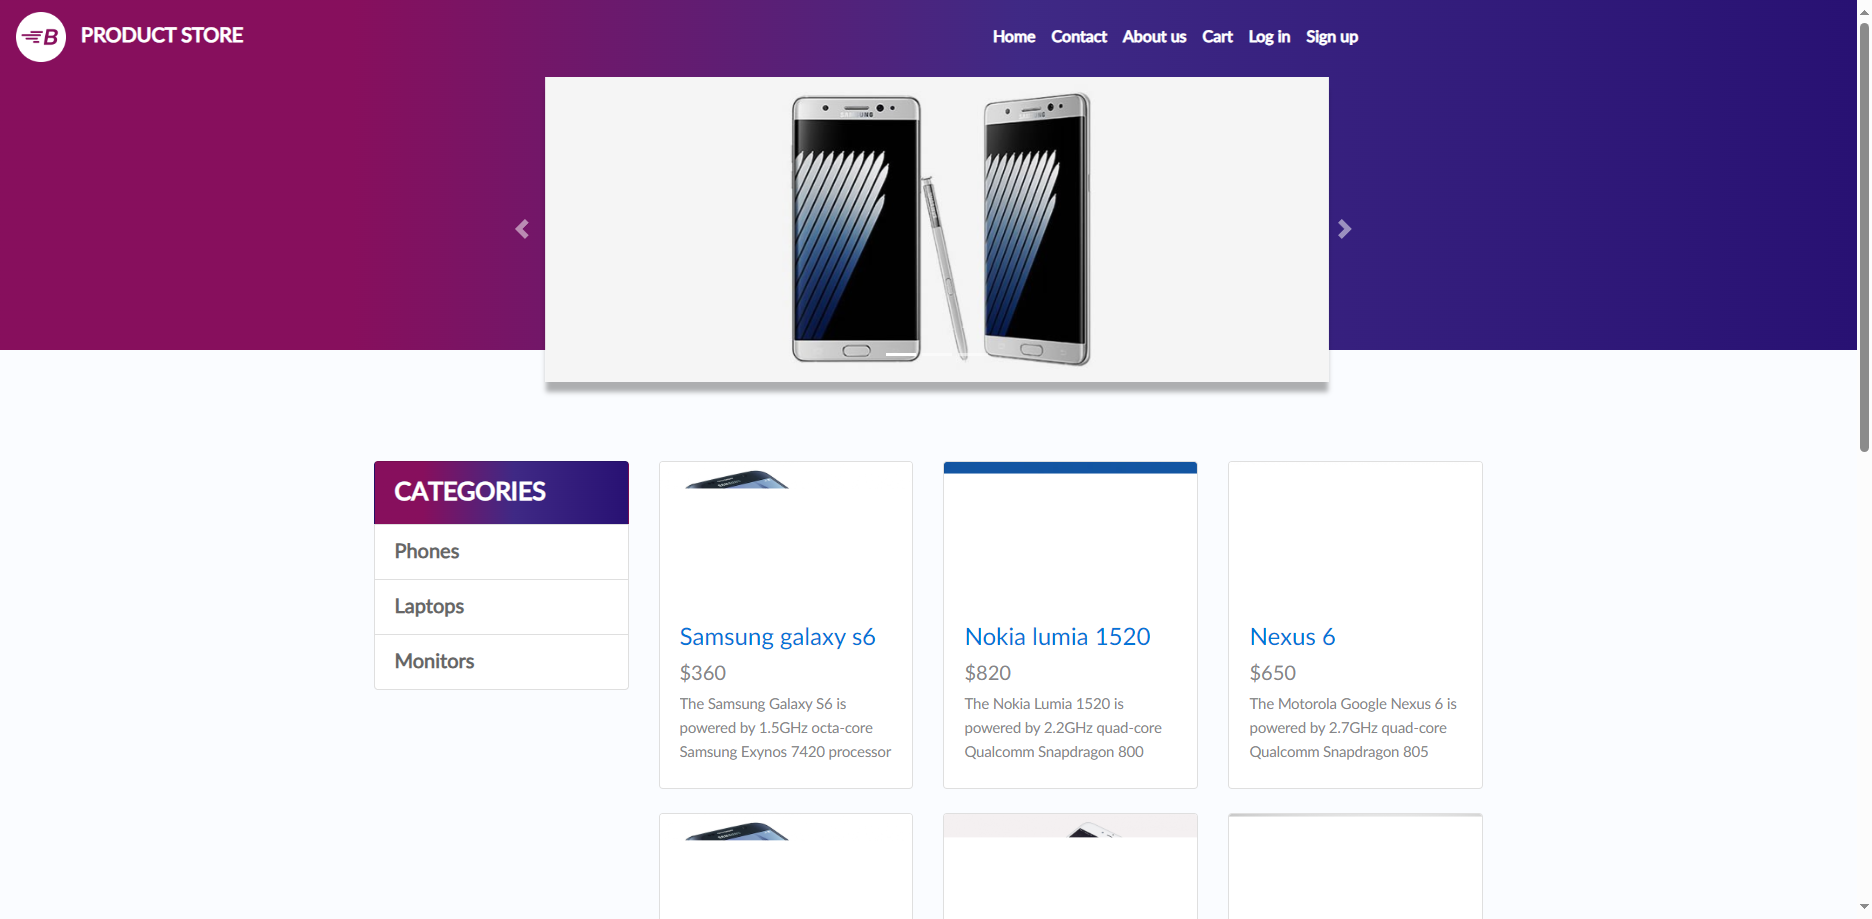 B PRODUCT STORE
Home Contact About us Cart Log in Sign up
SAMSUNG SAMSUNG
CATEGORIES
Phones
Laptops
Monitors
Samsung galaxy s6
$360
The Samsung Galaxy S6 is
powered by 1.5GHz octa-core
Samsung Exynos 7420 processor
Nokia lumia 1520
$820
The Nokia Lumia 1520 is
powered by 2.2GHz quad-core
Qualcomm Snapdragon 800
Nexus 6
$650
The Motorola Google Nexus 6 is
powered by 2.7GHz quad-core
Qualcomm Snapdragon 805